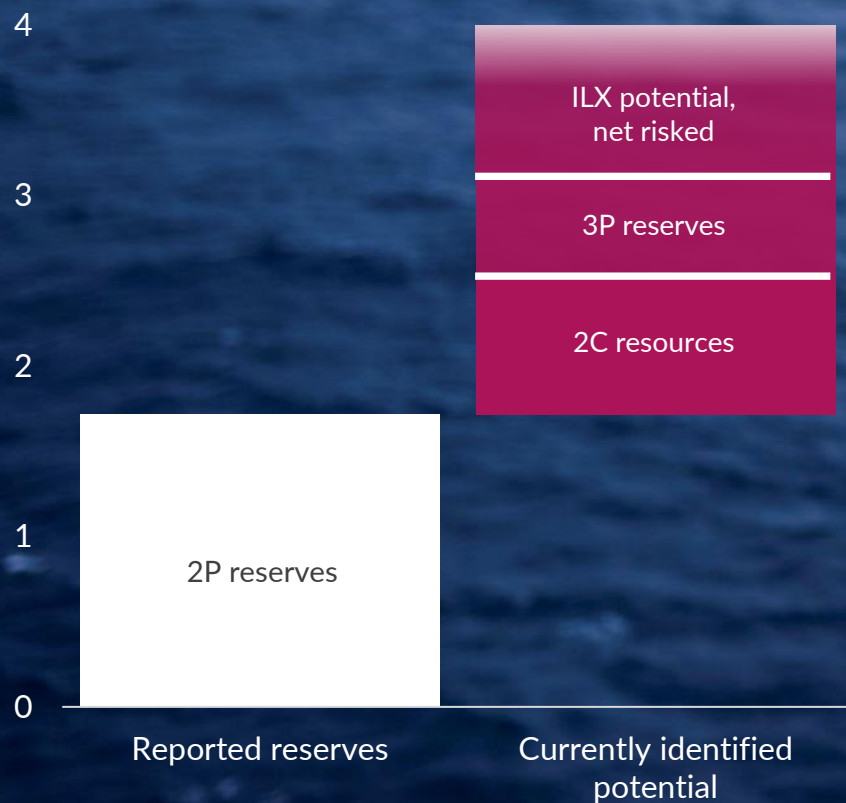 4
ILX potential,
net risked
3
3P reserves
2C resources
2
1
2P reserves
0
Reported reserves
Currently identified
potential